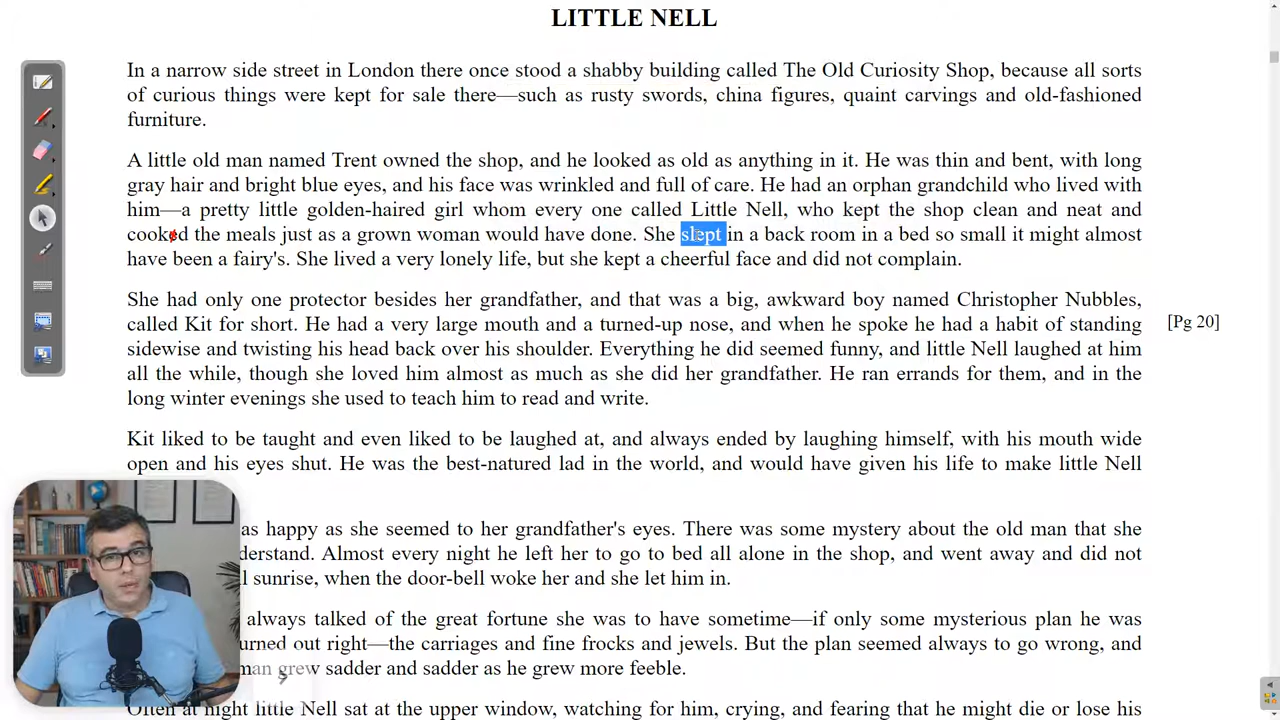 LITTLE NELL
In a narrow side street in London there once stood a shabby building called The Old Curiosity Shop, because all sorts
of curious things were kept for sale there—such as rusty swords, china figures, quaint carvings and old-fashioned
furniture.
A little old man named Trent owned the shop, and he looked as old as anything in it. He was thin and bent, with long
gray hair and bright blue eyes, and his face was wrinkled and full of care. He had an orphan grandchild who lived with
him—a pretty little golden-haired girl whom every one called Little Nell, who kept the shop clean and neat and
cooked the meals just as a grown woman would have done. She slept in a back room in a bed so small it might almost
have been a fairy's. She lived a very lonely life, but she kept a cheerful face and did not complain.
She had only one protector besides her grandfather, and that was a big, awkward boy named Christopher Nubbles,
called Kit for short. He had a very large mouth and a turned-up nose, and when he spoke he had a habit of standing
[Pg 20]
sidewise and twisting his head back over his shoulder. Everything he did seemed funny, and little Nell laughed at him
all the while, though she loved him almost as much as she did her grandfather. He ran errands for them, and in the
long winter evenings she used to teach him to read and write.
Kit liked to be taught and even liked to be laughed at, and always ended by laughing himself, with his mouth wide
open and his eyes shut. He was the best-natured lad in the world, and would have given his life to make little Nell
as happy as she seemed to her grandfather's eyes. There was some mystery about the old man that she
derstand. Almost every night he left her to go to bed all alone in the shop, and went away and did not
l sunrise, when the door-bell woke her and she let him in.
always talked of the great fortune she was to have sometime—if only some mysterious plan he was
urned out right—the carriages and fine frocks and jewels. But the plan seemed always to go wrong, and
man grew sadder and sadder as he grew more feeble.
Often at night little Nell sat at the upper window, watching for him, crying, and fearing that he might die or lose his